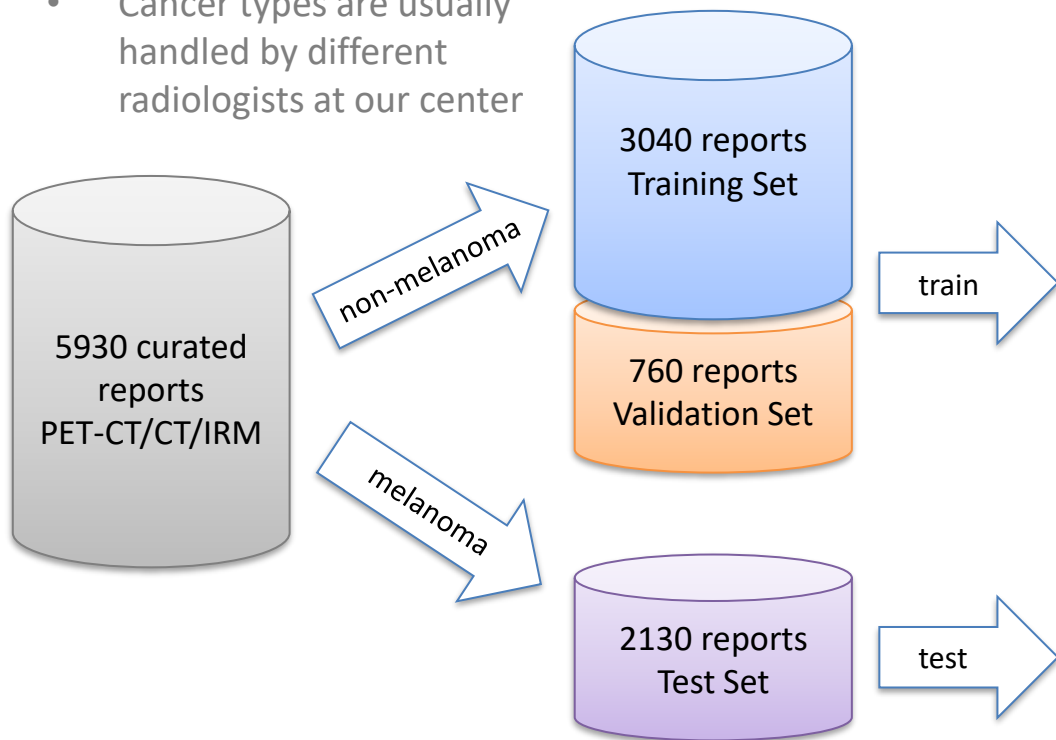 • Cancer types are usually
handled by different
radiologists at our center
5930 curated
reports
PET-CT/CT/IRM
non-melanoma
melanoma
3040 reports
Training Set
760 reports
Validation Set
train
2130 reports
Test Set
test